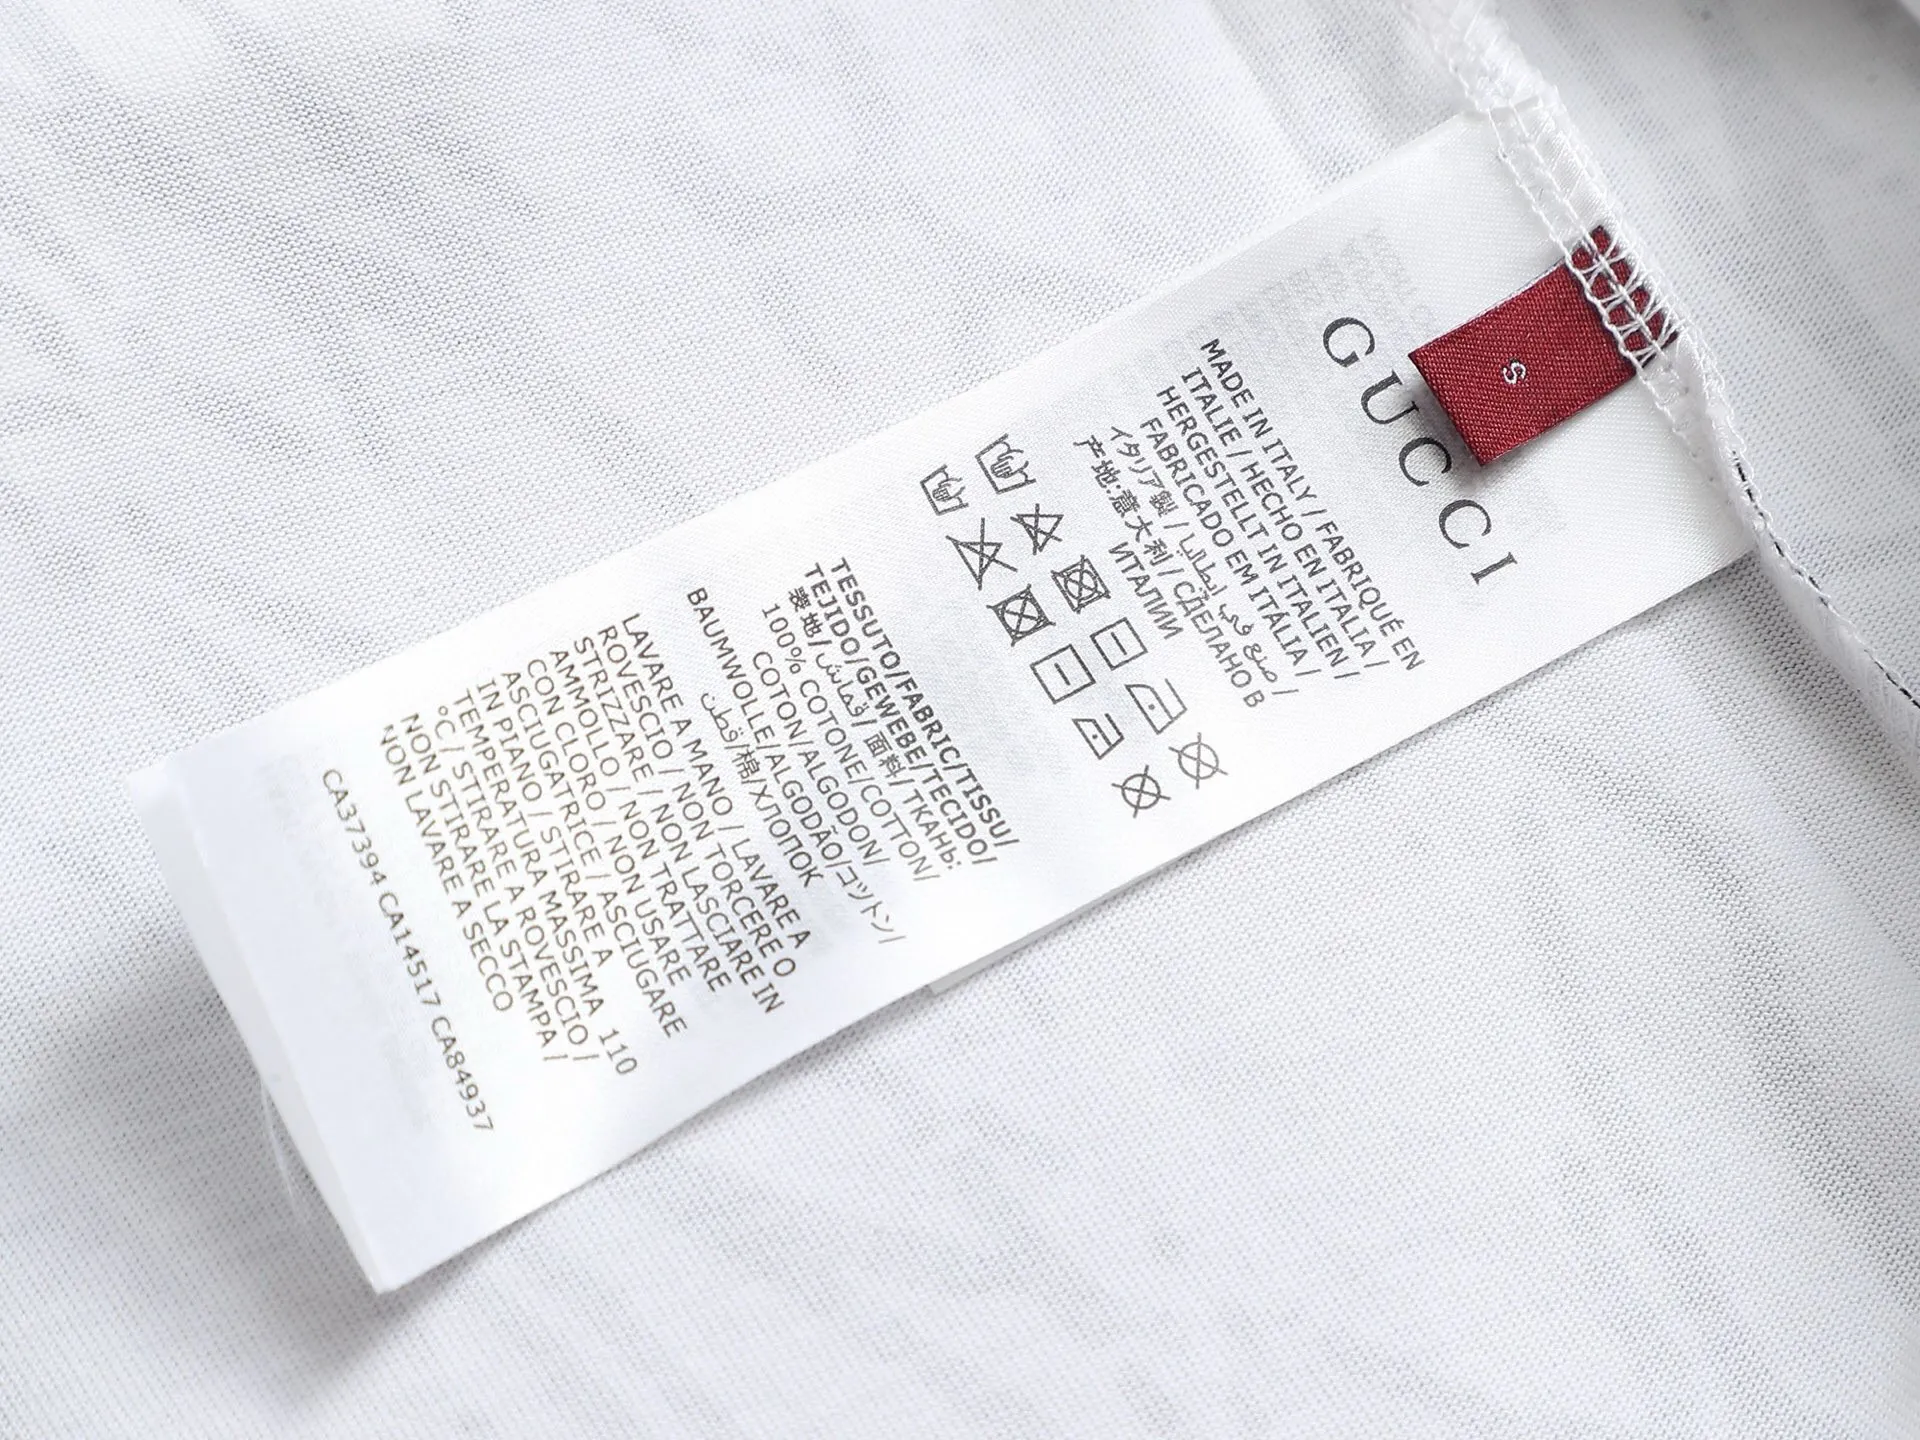 S
GUCCI
MADE IN ITALY / FABRIQUÉ EN
ITALIE / HECHO EN ITALIA /
HERGESTELLT IN ITALIEN /
FABRICADO EM ITÁLIA /
イタリア製 / صنع في إيطاليا /
产地:意大利 / СДЕЛАНО В
ИТАЛИИ
TESSUTO/FABRIC/TISSU/
TEJIDO/GEWEBE/TECIDO/
表地/قماش/面料/ТКАНЬ:
100% COTONE/COTTON/
COTON/ALGODON/
BAUMWOLLE/ALGODÃO/コットン/
قطن/棉/ХЛОПОК
LAVARE A MANO / LAVARE A
ROVESCIO / NON TORCERE O
STRIZZARE / NON LASCIARE IN
AMMOLLO / NON TRATTARE
CON CLORO / NON USARE
ASCIUGATRICE / ASCIUGARE
IN PIANO / STIRARE A
TEMPERATURA MASSIMA 110
°C / STIRARE A ROVESCIO /
NON STIRARE LA STAMPA /
NON LAVARE A SECCO
CA37394 CA14517 CA84937